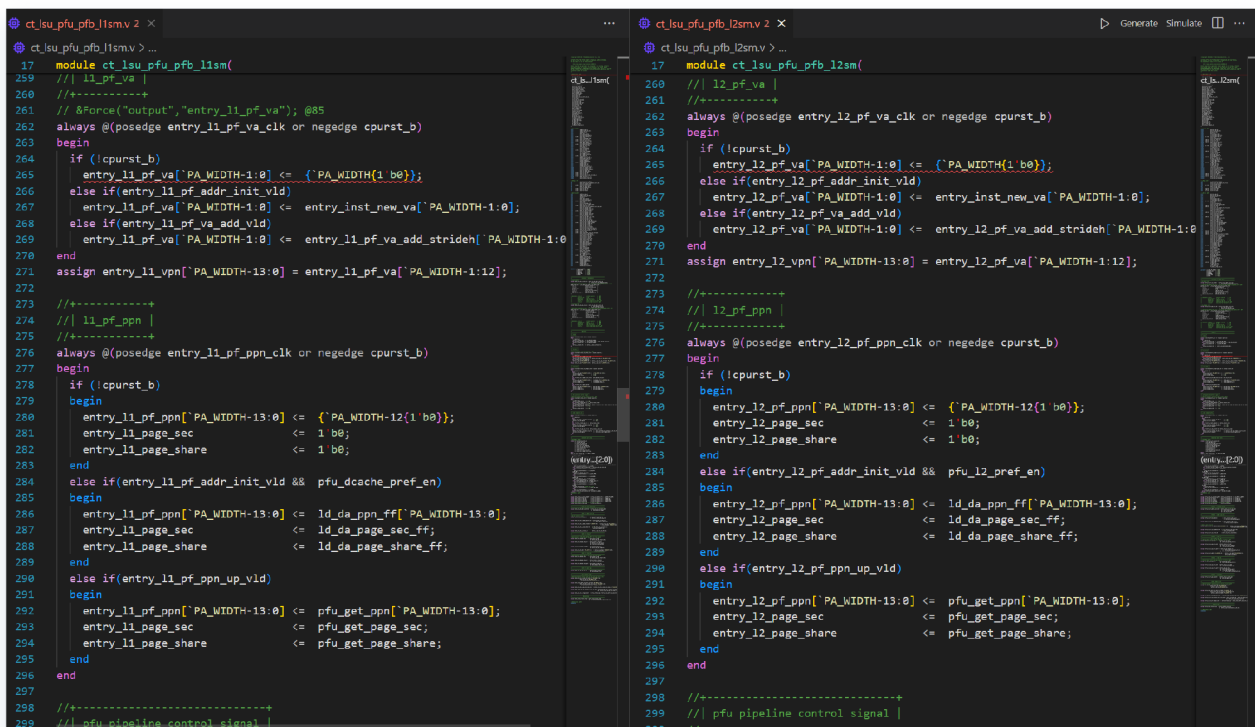 ct_lsu_pfu_pfb_l1sm.v 2 ×
ct_lsu_pfu_pfb_l1sm.v > ...
17 module ct_lsu_pfu_pfb_l1sm(
259 //| l1_pf_va |
260 //+----------+
261 // &Force("output","entry_l1_pf_va"); @85
262 always @(posedge entry_l1_pf_va_clk or negedge cpurst_b)
263 begin
264   if (!cpurst_b)
265     entry_l1_pf_va[`PA_WIDTH-1:0] <=  {`PA_WIDTH{1'b0}};
266   else if(entry_l1_pf_addr_init_vld)
267     entry_l1_pf_va[`PA_WIDTH-1:0] <=  entry_inst_new_va[`PA_WIDTH-1:0];
268   else if(entry_l1_pf_va_add_vld)
269     entry_l1_pf_va[`PA_WIDTH-1:0] <=  entry_l1_pf_va_add_strideh[`PA_WIDTH-1:0
270 end
271 assign entry_l1_vpn[`PA_WIDTH-13:0] = entry_l1_pf_va[`PA_WIDTH-1:12];
272
273 //+-----------+
274 //| l1_pf_ppn |
275 //+-----------+
276 always @(posedge entry_l1_pf_ppn_clk or negedge cpurst_b)
277 begin
278   if (!cpurst_b)
279   begin
280     entry_l1_pf_ppn[`PA_WIDTH-13:0] <=  {`PA_WIDTH-12{1'b0}};
281     entry_l1_page_sec               <=  1'b0;
282     entry_l1_page_share             <=  1'b0;
283   end
284   else if(entry_l1_pf_addr_init_vld &&  pfu_dcache_pref_en)
285   begin
286     entry_l1_pf_ppn[`PA_WIDTH-13:0] <=  ld_da_ppn_ff[`PA_WIDTH-13:0];
287     entry_l1_page_sec               <=  ld_da_page_sec_ff;
288     entry_l1_page_share             <=  ld_da_page_share_ff;
289   end
290   else if(entry_l1_pf_ppn_up_vld)
291   begin
292     entry_l1_pf_ppn[`PA_WIDTH-13:0] <=  pfu_get_ppn[`PA_WIDTH-13:0];
293     entry_l1_page_sec               <=  pfu_get_page_sec;
294     entry_l1_page_share             <=  pfu_get_page_share;
295   end
296 end
297
298 //+----------------------------+
299 //| pfu pipeline control signal |
ct_ls...l1sm(
(entry...[2:0])
ct_lsu_pfu_pfb_l2sm.v 2 ×
Generate Simulate
ct_lsu_pfu_pfb_l2sm.v > ...
17 module ct_lsu_pfu_pfb_l2sm(
260 //| l2_pf_va |
261 //+----------+
262 always @(posedge entry_l2_pf_va_clk or negedge cpurst_b)
263 begin
264   if (!cpurst_b)
265     entry_l2_pf_va[`PA_WIDTH-1:0] <=  {`PA_WIDTH{1'b0}};
266   else if(entry_l2_pf_addr_init_vld)
267     entry_l2_pf_va[`PA_WIDTH-1:0] <=  entry_inst_new_va[`PA_WIDTH-1:0];
268   else if(entry_l2_pf_va_add_vld)
269     entry_l2_pf_va[`PA_WIDTH-1:0] <=  entry_l2_pf_va_add_strideh[`PA_WIDTH-1:0
270 end
271 assign entry_l2_vpn[`PA_WIDTH-13:0] = entry_l2_pf_va[`PA_WIDTH-1:12];
272
273 //+-----------+
274 //| l2_pf_ppn |
275 //+-----------+
276 always @(posedge entry_l2_pf_ppn_clk or negedge cpurst_b)
277 begin
278   if (!cpurst_b)
279   begin
280     entry_l2_pf_ppn[`PA_WIDTH-13:0] <=  {`PA_WIDTH-12{1'b0}};
281     entry_l2_page_sec               <=  1'b0;
282     entry_l2_page_share             <=  1'b0;
283   end
284   else if(entry_l2_pf_addr_init_vld &&  pfu_l2_pref_en)
285   begin
286     entry_l2_pf_ppn[`PA_WIDTH-13:0] <=  ld_da_ppn_ff[`PA_WIDTH-13:0];
287     entry_l2_page_sec               <=  ld_da_page_sec_ff;
288     entry_l2_page_share             <=  ld_da_page_share_ff;
289   end
290   else if(entry_l2_pf_ppn_up_vld)
291   begin
292     entry_l2_pf_ppn[`PA_WIDTH-13:0] <=  pfu_get_ppn[`PA_WIDTH-13:0];
293     entry_l2_page_sec               <=  pfu_get_page_sec;
294     entry_l2_page_share             <=  pfu_get_page_share;
295   end
296 end
297
298 //+-----------------------------+
299 //| pfu pipeline control signal |
ct_ls...l2sm(
(entry...[2:0])